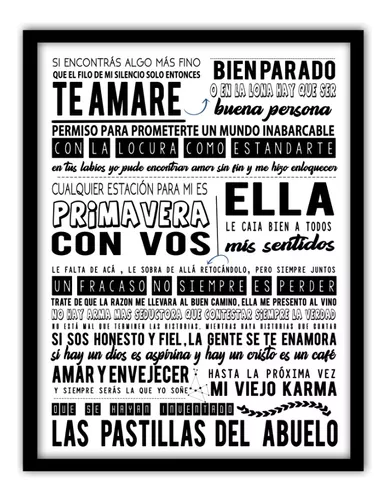 SI ENCONTRÁS ALGO MÁS FINO
QUE EL FILO DE MI SILENCIO SOLO ENTONCES
TE AMARE
BIEN PARADO
O EN LA LONA HAY QUE SER
buena persona
PERMISO PARA PROMETERTE UN MUNDO INABARCABLE
CON LA LOCURA COMO ESTANDARTE
en tus labios yo pude encontrar amor sin fin y me hizo enloquecer
CUALQUIER ESTACIÓN PARA MI ES
PRIMAVERA
CON VOS
ELLA
LE CAIA BIEN A TODOS
mis sentidos
LE FALTA DE ACÁ , LE SOBRA DE ALLÁ RETOCÁNDOLO, PERO SIEMPRE JUNTOS
UN FRACASO NO SIEMPRE ES PERDER
TRATE DE QUE LA RAZON ME LLEVARA AL BUEN CAMINO, ELLA ME PRESENTO AL VINO
NO HAY ARMA MAS SEDUCTORA QUE CONTESTAR SIEMPRE LA VERDAD
NO ESTÁ MAL QUE TERMINEN LAS HISTORIAS, MIENTRAS HAYA HISTORIAS QUE CONTAR
SI SOS HONESTO Y FIEL, LA GENTE SE TE ENAMORA
si hay un dios es aspirina y hay un cristo es un café
AMAR Y ENVEJECER
Y SIEMPRE SERÁS LA QUE YO SOÑE
HASTA LA PRÓXIMA VEZ
MI VIEJO KARMA
QUE SE HAYAN INVENTADO
LAS PASTILLAS DEL ABUELO